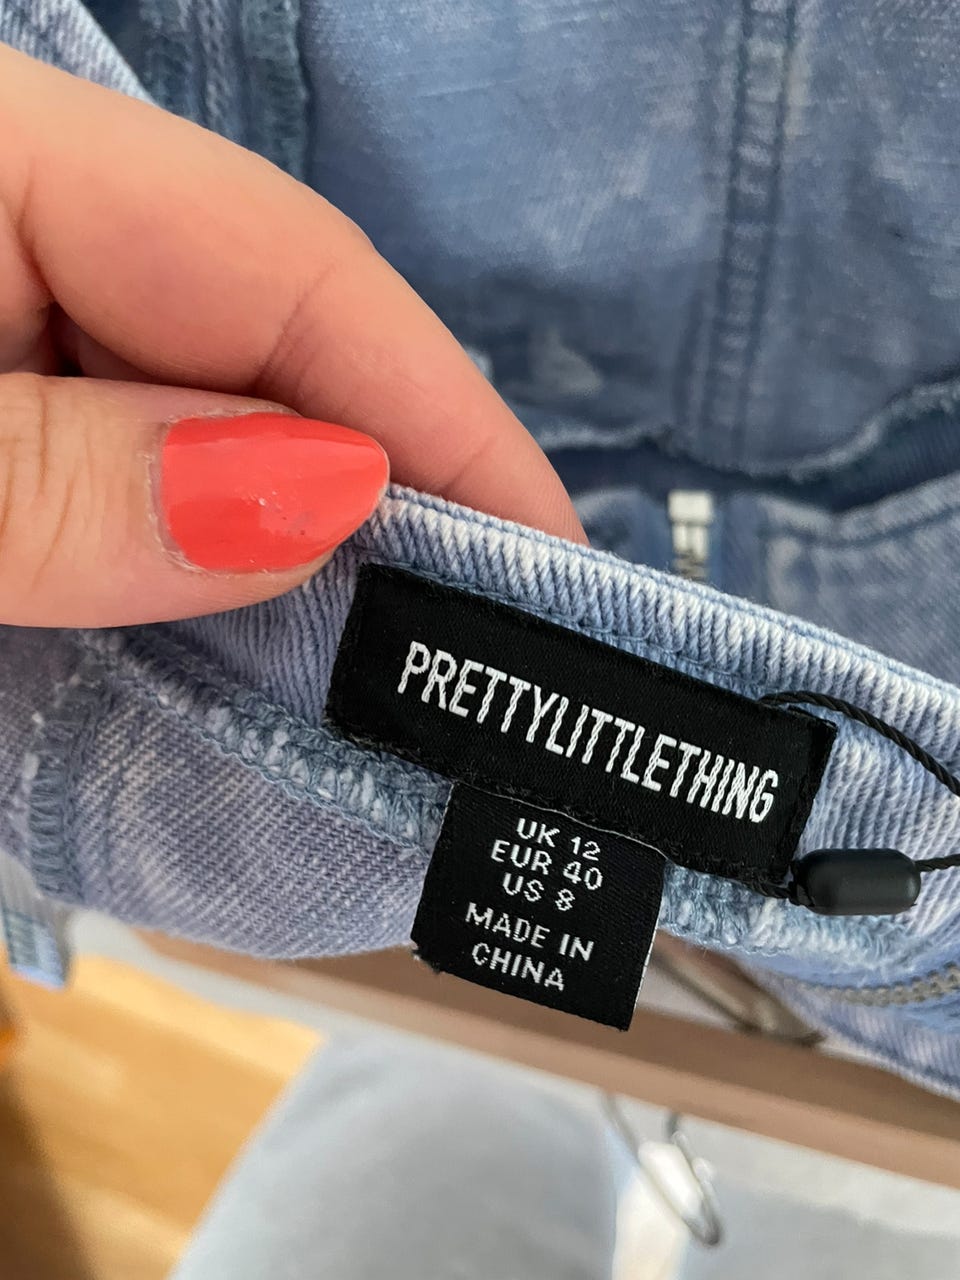 PRETTYLITTLETHING
UK 12
EUR 40
US 8
MADE IN
CHINA